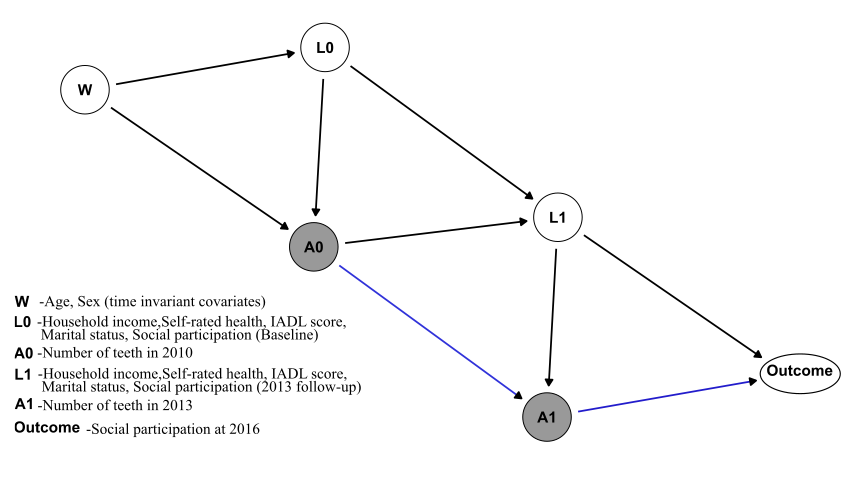 L0
W
L1
A0
W -Age, Sex (time invariant covariates)
L0 -Household income,Self-rated health, IADL score,
Marital status, Social participation (Baseline)
A0 -Number of teeth in 2010
L1 -Household income,Self-rated health, IADL score,
Marital status, Social participation (2013 follow-up)
A1 -Number of teeth in 2013
Outcome -Social participation at 2016
Outcome
A1